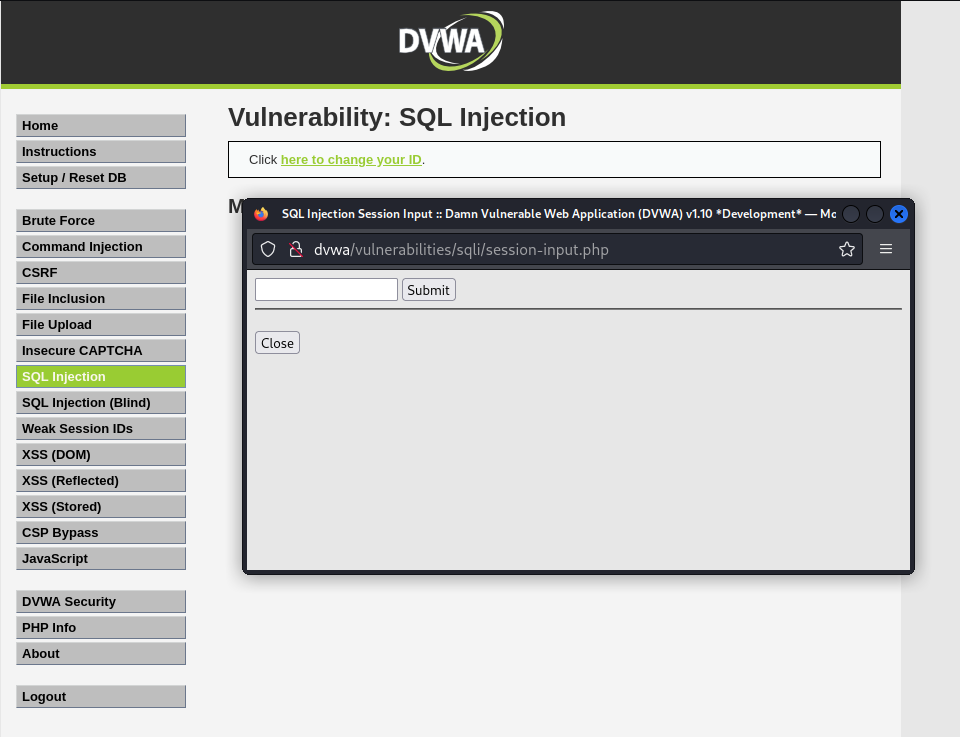 DVWA
Vulnerability: SQL Injection
Click here to change your ID.
M
Home
Instructions
Setup / Reset DB
Brute Force
Command Injection
CSRF
File Inclusion
File Upload
Insecure CAPTCHA
SQL Injection
SQL Injection (Blind)
Weak Session IDs
XSS (DOM)
XSS (Reflected)
XSS (Stored)
CSP Bypass
JavaScript
DVWA Security
PHP Info
About
Logout
SQL Injection Session Input :: Damn Vulnerable Web Application (DVWA) v1.10 *Development* — Mo
dvwa/vulnerabilities/sqli/session-input.php
Submit
Close